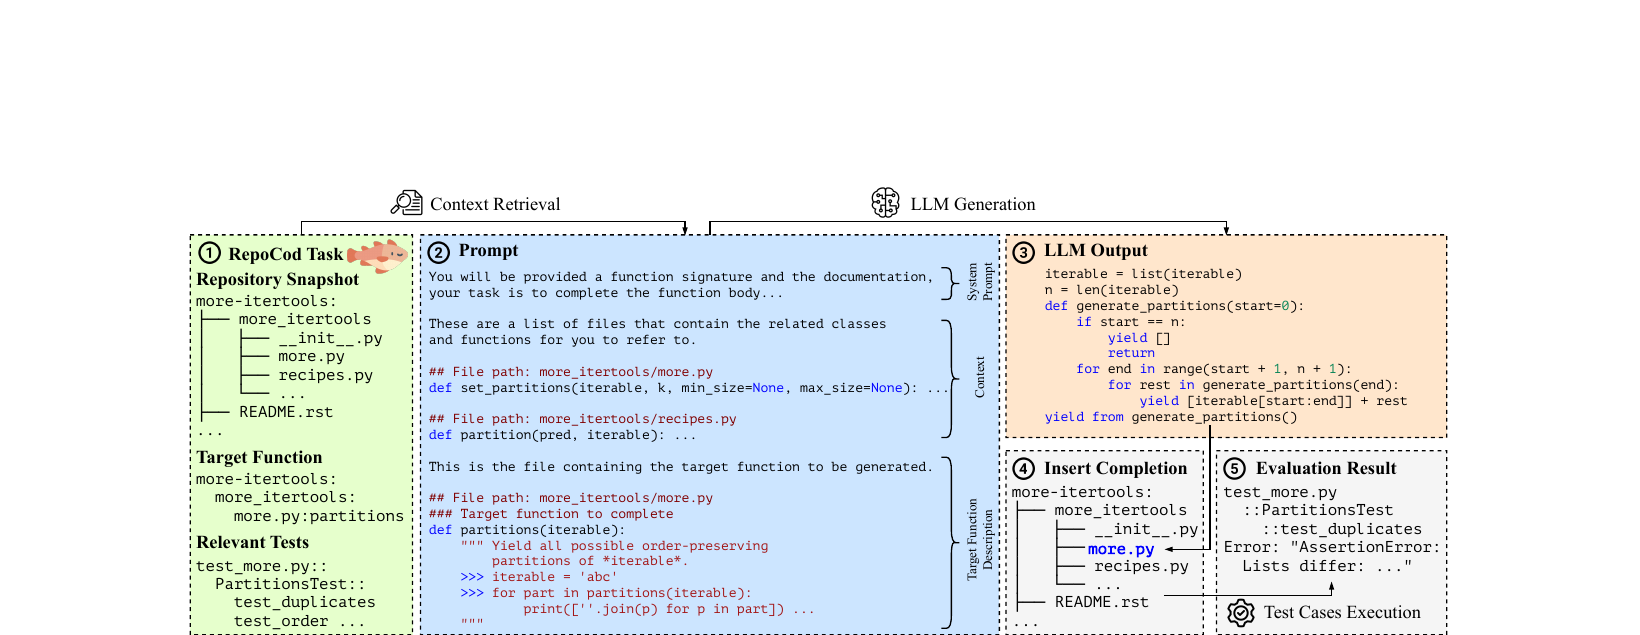 Context Retrieval
LLM Generation
1 RepoCod Task
Repository Snapshot
more-itertools:
├── more_itertools
│   ├── __init__.py
│   ├── more.py
│   ├── recipes.py
│   └── ...
├── README.rst
...
Target Function
more-itertools:
  more_itertools:
    more.py:partitions
Relevant Tests
test_more.py::
  PartitionsTest::
    test_duplicates
    test_order ...
2 Prompt
You will be provided a function signature and the documentation,
your task is to complete the function body...
System
Prompt
These are a list of files that contain the related classes
and functions for you to refer to.
## File path: more_itertools/more.py
def set_partitions(iterable, k, min_size=None, max_size=None): ...
## File path: more_itertools/recipes.py
def partition(pred, iterable): ...
Context
This is the file containing the target function to be generated.
## File path: more_itertools/more.py
### Target function to complete
def partitions(iterable):
    """ Yield all possible order-preserving
        partitions of *iterable*.
    >>> iterable = 'abc'
    >>> for part in partitions(iterable):
            print([''.join(p) for p in part]) ...
    """
Target Function
Description
3 LLM Output
iterable = list(iterable)
n = len(iterable)
def generate_partitions(start=0):
    if start == n:
        yield []
        return
    for end in range(start + 1, n + 1):
        for rest in generate_partitions(end):
            yield [iterable[start:end]] + rest
yield from generate_partitions()
4 Insert Completion
more-itertools:
├── more_itertools
│   ├── __init__.py
│   ├── more.py
│   ├── recipes.py
│   └── ...
├── README.rst
...
5 Evaluation Result
test_more.py
  ::PartitionsTest
    ::test_duplicates
Error: "AssertionError:
  Lists differ: ..."
Test Cases Execution